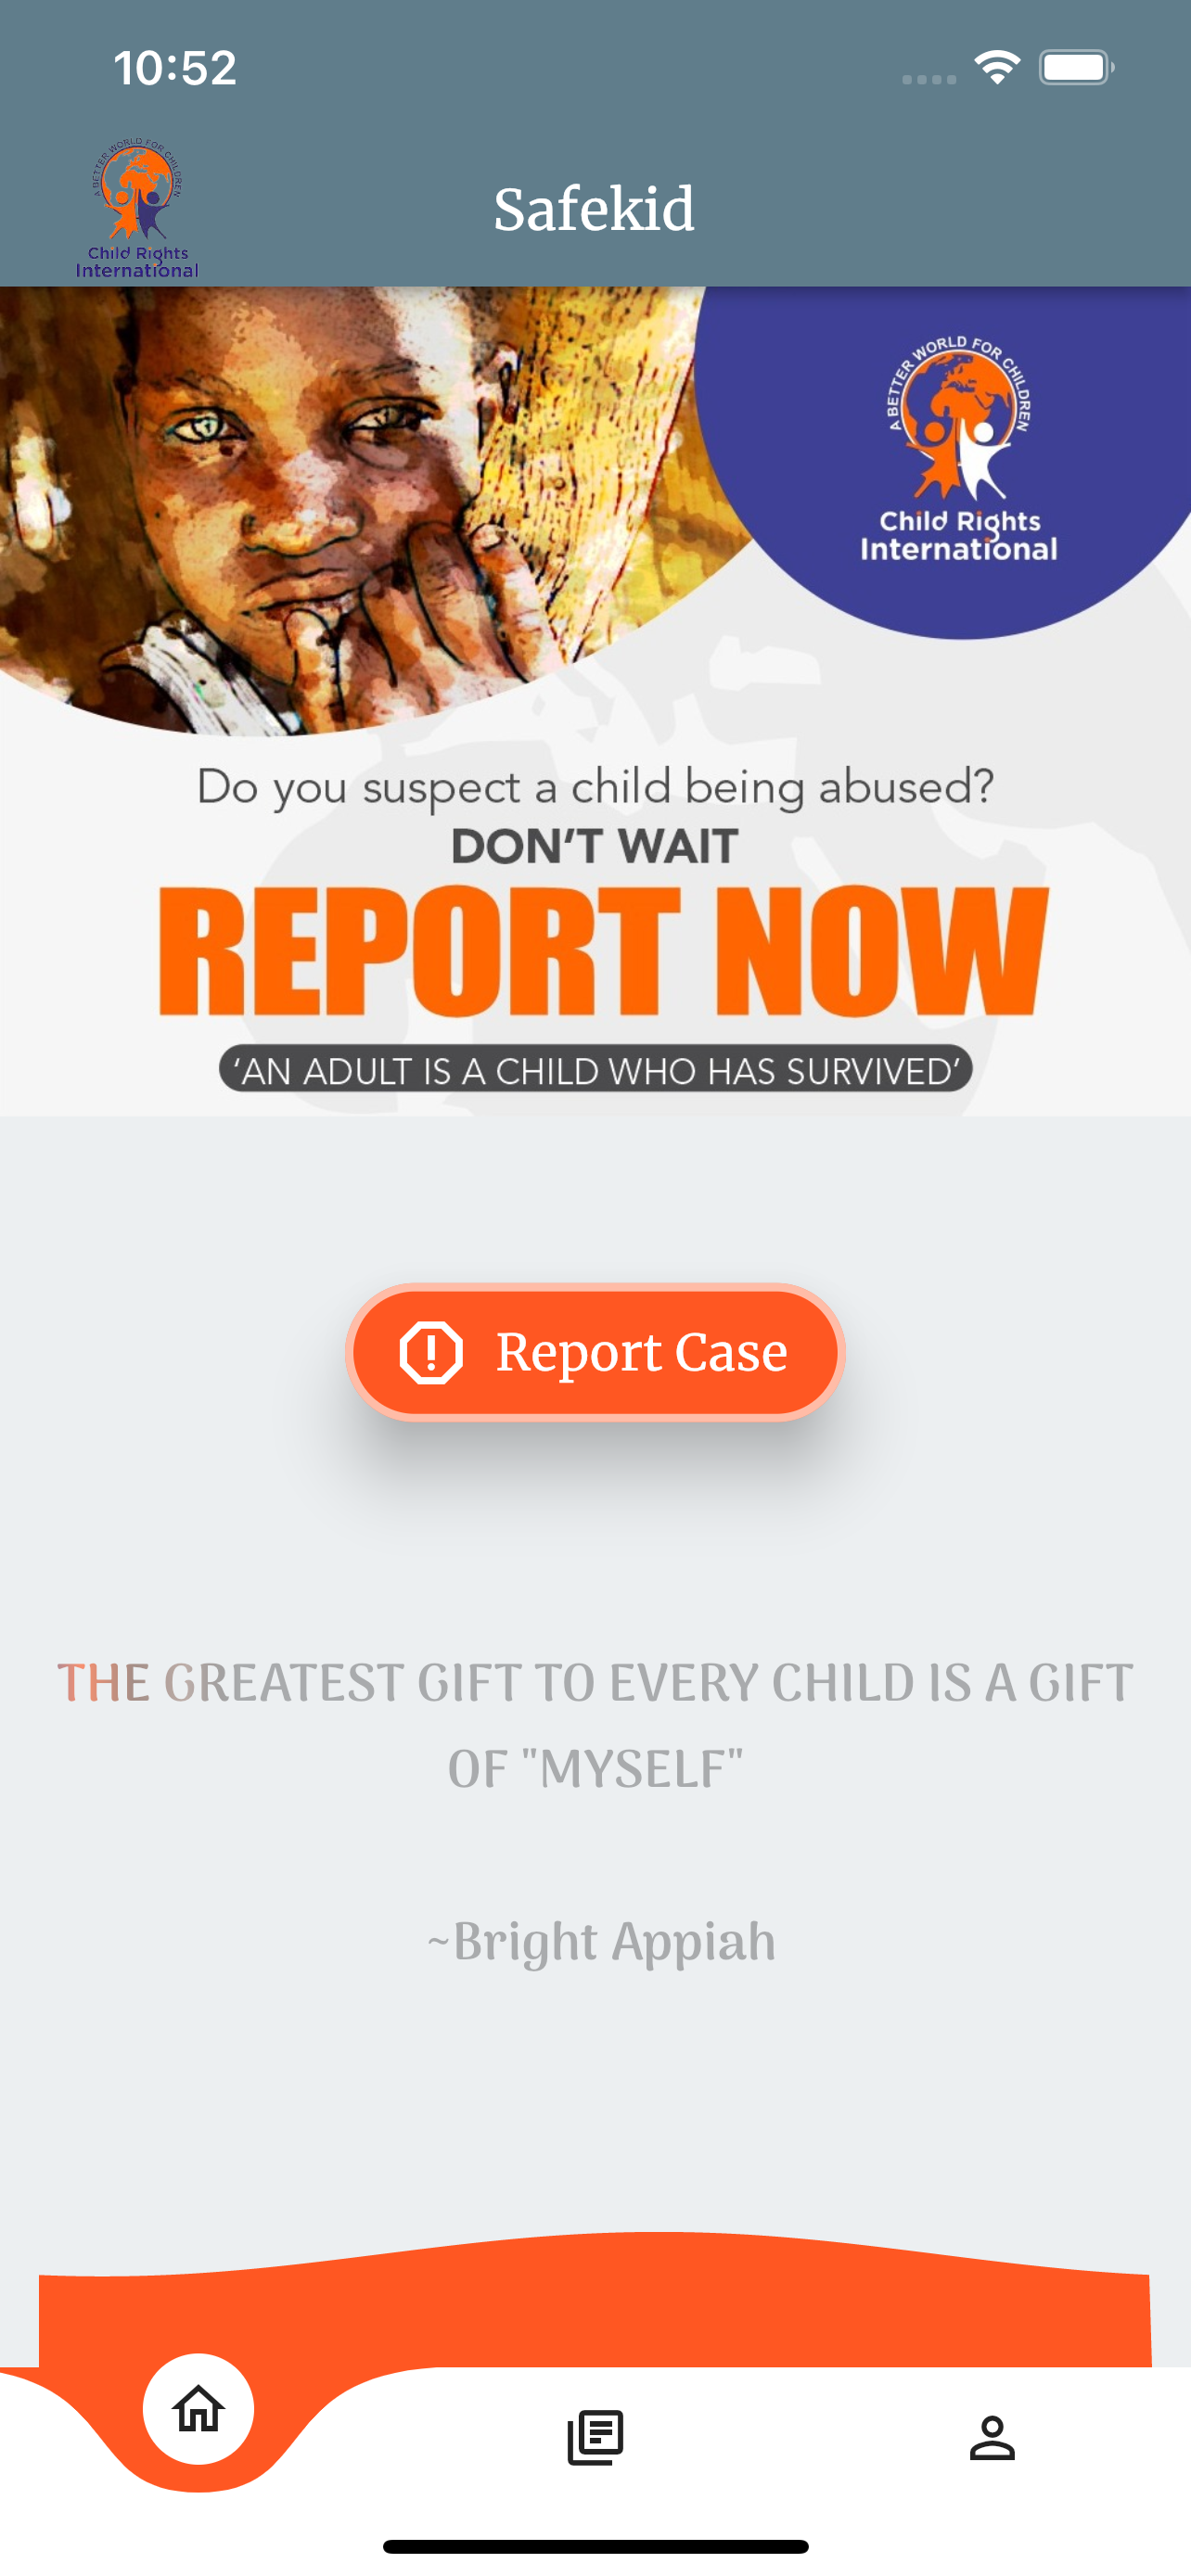 10:52
A BETTER WORLD FOR CHILDREN
Child Rights
International
Safekid
A BETTER WORLD FOR CHILDREN
Child Rights
International
Do you suspect a child being abused?
DON'T WAIT
REPORT NOW
'AN ADULT IS A CHILD WHO HAS SURVIVED'
Report Case
THE GREATEST GIFT TO EVERY CHILD IS A GIFT
OF "MYSELF"
~Bright Appiah